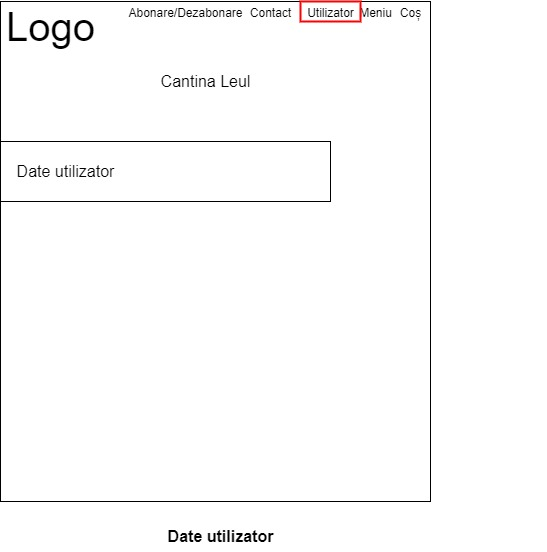 Logo
Abonare/Dezabonare Contact Utilizator Meniu Coș
Cantina Leul
Date utilizator
Date utilizator